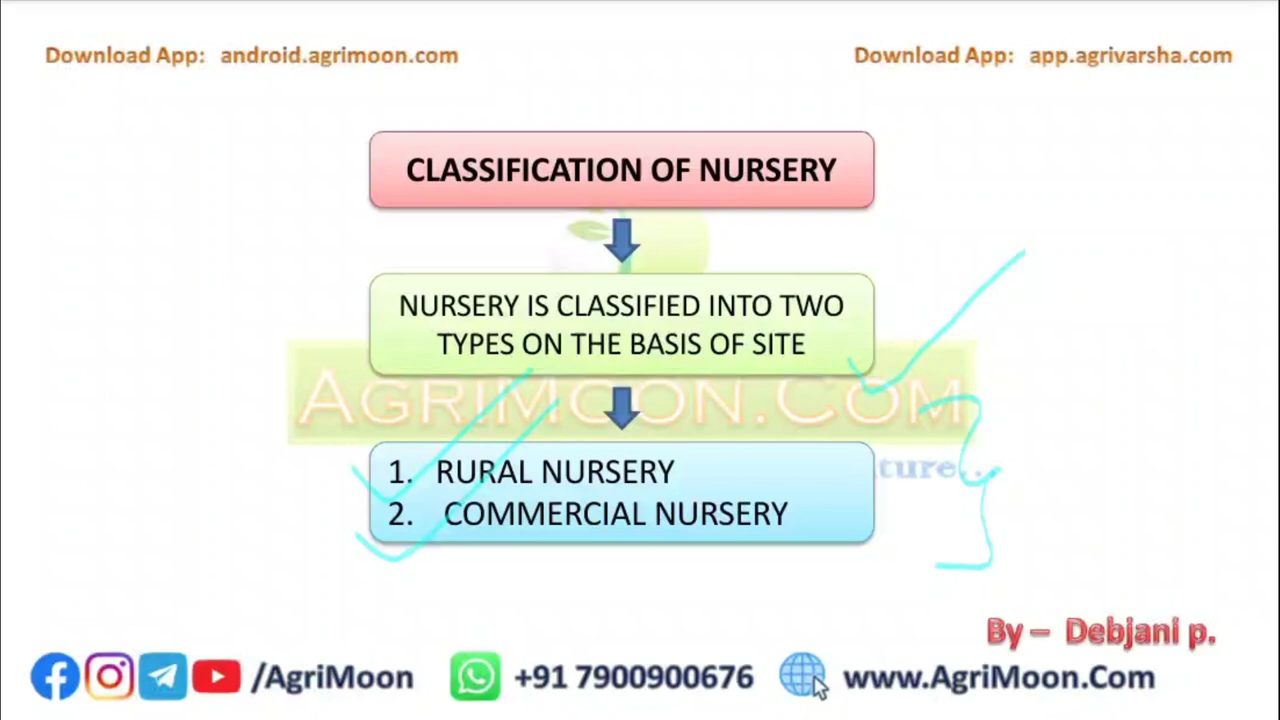 Download App: android.agrimoon.com
Download App: app.agrivarsha.com
CLASSIFICATION OF NURSERY
NURSERY IS CLASSIFIED INTO TWO
TYPES ON THE BASIS OF SITE
AGRIMOON.COM
1. RURAL NURSERY
2. COMMERCIAL NURSERY
By – Debjani p.
/AgriMoon
+91 7900900676
www.AgriMoon.Com